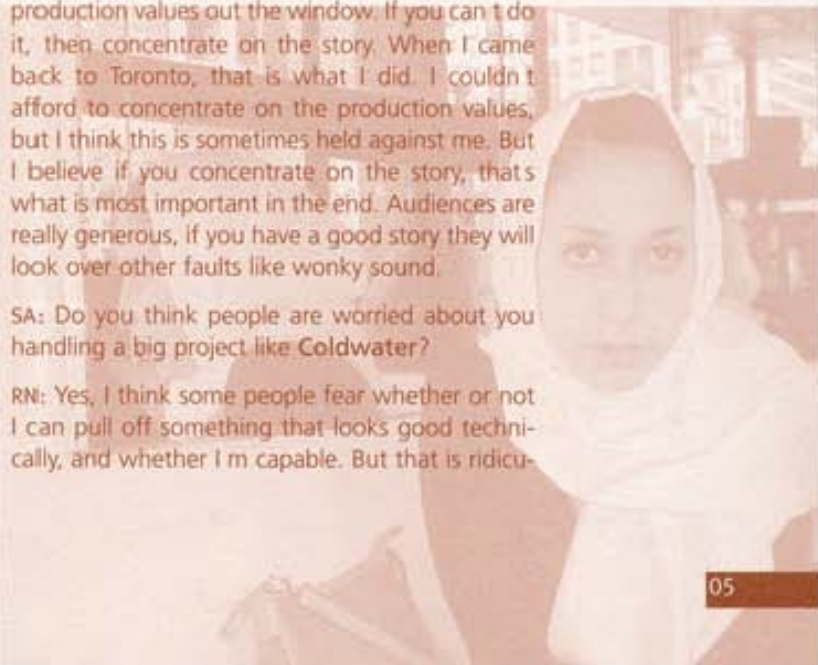 production values out the window. If you can t do
it, then concentrate on the story. When I came
back to Toronto, that is what I did. I couldn t
afford to concentrate on the production values,
but I think this is sometimes held against me. But
I believe if you concentrate on the story, thats
what is most important in the end. Audiences are
really generous, if you have a good story they will
look over other faults like wonky sound.
SA: Do you think people are worried about you
handling a big project like Coldwater?
RN: Yes, I think some people fear whether or not
I can pull off something that looks good techni-
cally, and whether I m capable. But that is ridicu-
05